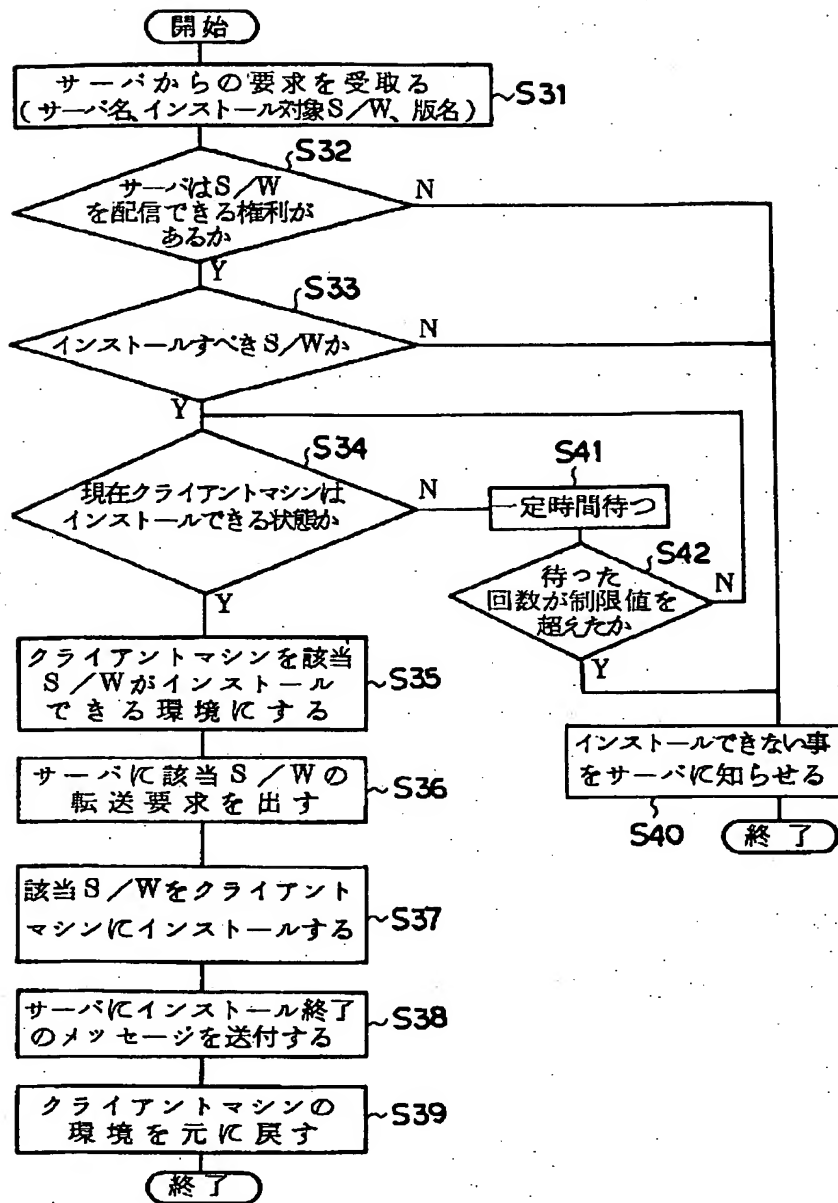 開始
サーバからの要求を受取る
(サーバ名、インストール対象S/W、版名)
S31
S32
サーバはS/W
を配信できる権利が
あるか
N
Y
S33
インストールすべきS/Wか
N
Y
S34
現在クライアントマシンは
インストールできる状態か
N
Y
S41
一定時間待つ
S42
待った
回数が制限値を
超えたか
N
Y
クライアントマシンを該当
S/Wがインストール
できる環境にする
S35
サーバに該当S/Wの
転送要求を出す
S36
インストールできない事
をサーバに知らせる
S40
終了
該当S/Wをクライアント
マシンにインストールする
S37
サーバにインストール終了
のメッセージを送付する
S38
クライアントマシンの
環境を元に戻す
S39
終了